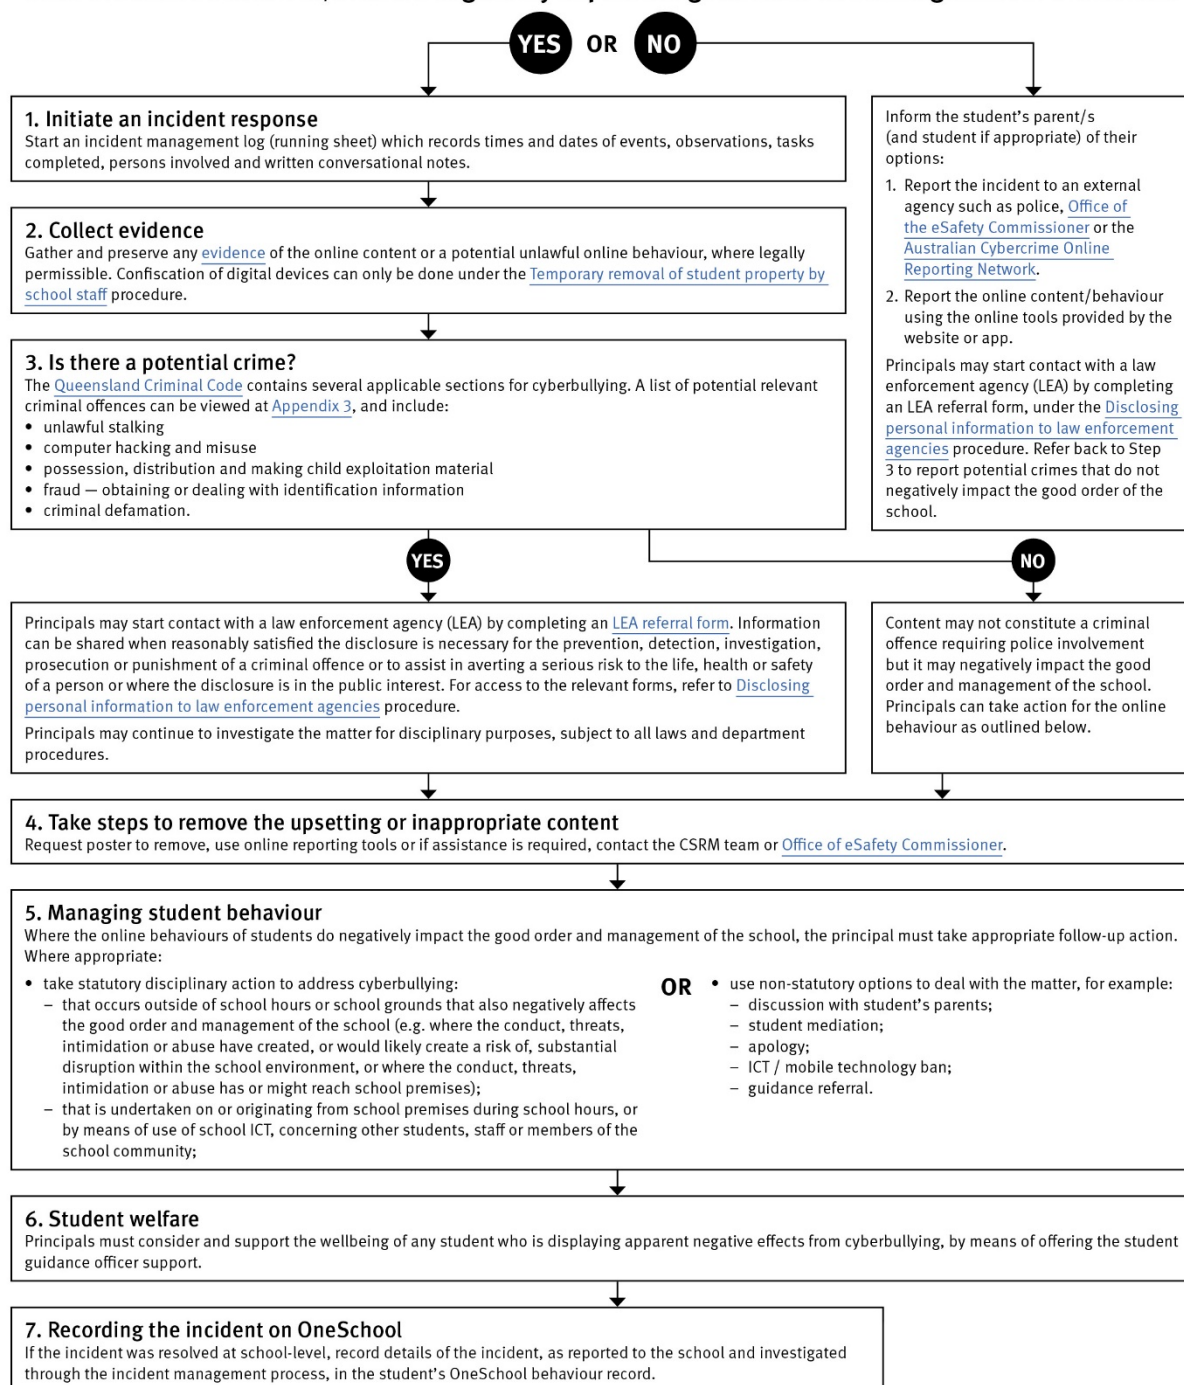 YES OR NO
1. Initiate an incident response
Start an incident management log (running sheet) which records times and dates of events, observations, tasks
completed, persons involved and written conversational notes.
2. Collect evidence
Gather and preserve any evidence of the online content or a potential unlawful online behaviour, where legally
permissible. Confiscation of digital devices can only be done under the Temporary removal of student property by
school staff procedure.
3. Is there a potential crime?
The Queensland Criminal Code contains several applicable sections for cyberbullying. A list of potential relevant
criminal offences can be viewed at Appendix 3, and include:
• unlawful stalking
• computer hacking and misuse
• possession, distribution and making child exploitation material
• fraud — obtaining or dealing with identification information
• criminal defamation.
Inform the student's parent/s
(and student if appropriate) of their
options:
1. Report the incident to an external
agency such as police, Office of
the eSafety Commissioner or the
Australian Cybercrime Online
Reporting Network.
2. Report the online content/behaviour
using the online tools provided by the
website or app.
Principals may start contact with a law
enforcement agency (LEA) by completing
an LEA referral form, under the Disclosing
personal information to law enforcement
agencies procedure. Refer back to Step
3 to report potential crimes that do not
negatively impact the good order of the
school.
YES
NO
Principals may start contact with a law enforcement agency (LEA) by completing an LEA referral form. Information
can be shared when reasonably satisfied the disclosure is necessary for the prevention, detection, investigation,
prosecution or punishment of a criminal offence or to assist in averting a serious risk to the life, health or safety
of a person or where the disclosure is in the public interest. For access to the relevant forms, refer to Disclosing
personal information to law enforcement agencies procedure.
Principals may continue to investigate the matter for disciplinary purposes, subject to all laws and department
procedures.
Content may not constitute a criminal
offence requiring police involvement
but it may negatively impact the good
order and management of the school.
Principals can take action for the online
behaviour as outlined below.
4. Take steps to remove the upsetting or inappropriate content
Request poster to remove, use online reporting tools or if assistance is required, contact the CSRM team or Office of eSafety Commissioner.
5. Managing student behaviour
Where the online behaviours of students do negatively impact the good order and management of the school, the principal must take appropriate follow-up action.
Where appropriate:
• take statutory disciplinary action to address cyberbullying:
– that occurs outside of school hours or school grounds that also negatively affects
the good order and management of the school (e.g. where the conduct, threats,
intimidation or abuse have created, or would likely create a risk of, substantial
disruption within the school environment, or where the conduct, threats,
intimidation or abuse has or might reach school premises);
– that is undertaken on or originating from school premises during school hours, or
by means of use of school ICT, concerning other students, staff or members of the
school community;
OR
• use non-statutory options to deal with the matter, for example:
– discussion with student's parents;
– student mediation;
– apology;
– ICT / mobile technology ban;
– guidance referral.
6. Student welfare
Principals must consider and support the wellbeing of any student who is displaying apparent negative effects from cyberbullying, by means of offering the student
guidance officer support.
7. Recording the incident on OneSchool
If the incident was resolved at school-level, record details of the incident, as reported to the school and investigated
through the incident management process, in the student's OneSchool behaviour record.